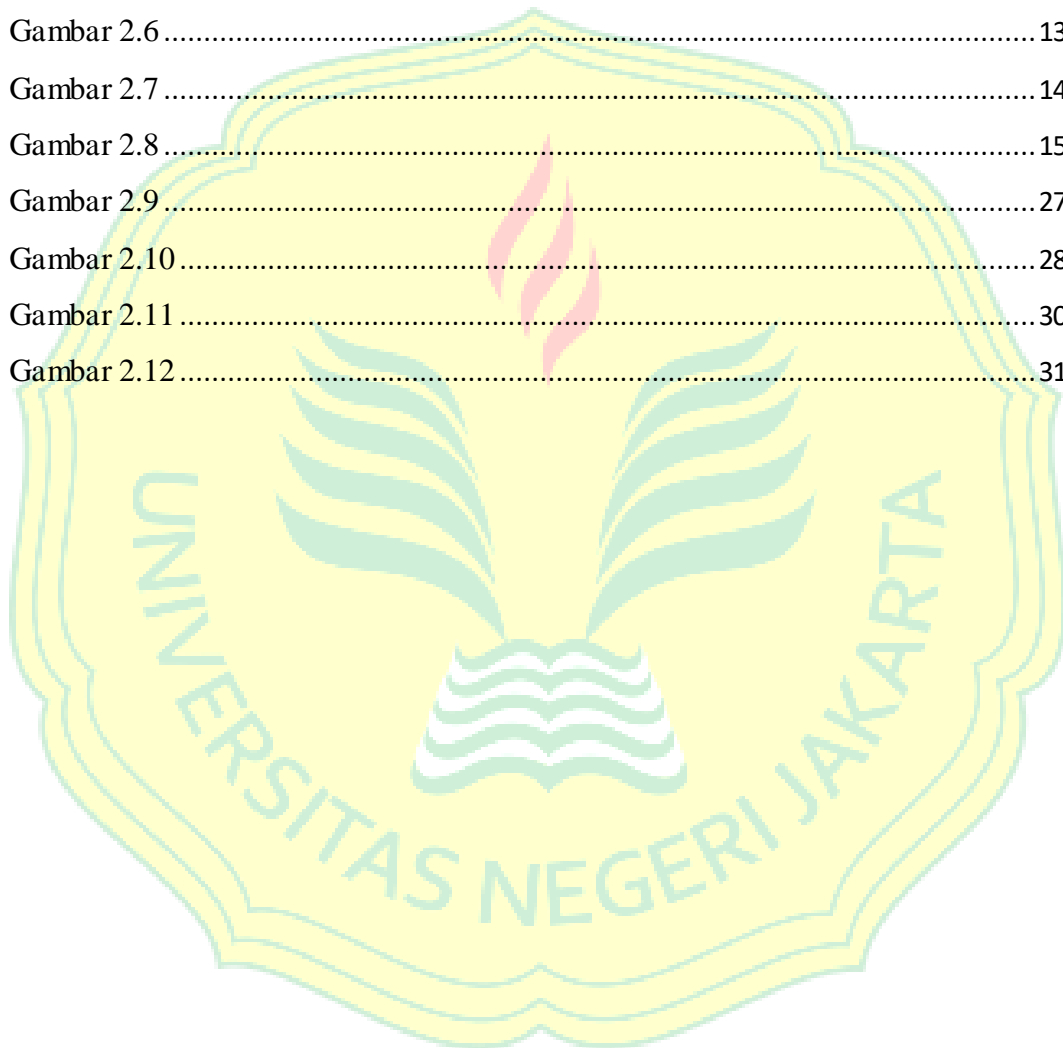 Gambar 2.6 ........................................................................................................ 13
Gambar 2.7 ........................................................................................................ 14
Gambar 2.8 ........................................................................................................ 15
Gambar 2.9 ........................................................................................................ 27
Gambar 2.10 ...................................................................................................... 28
Gambar 2.11 ...................................................................................................... 30
Gambar 2.12 ...................................................................................................... 31
UNIVERSITAS NEGERI JAKARTA